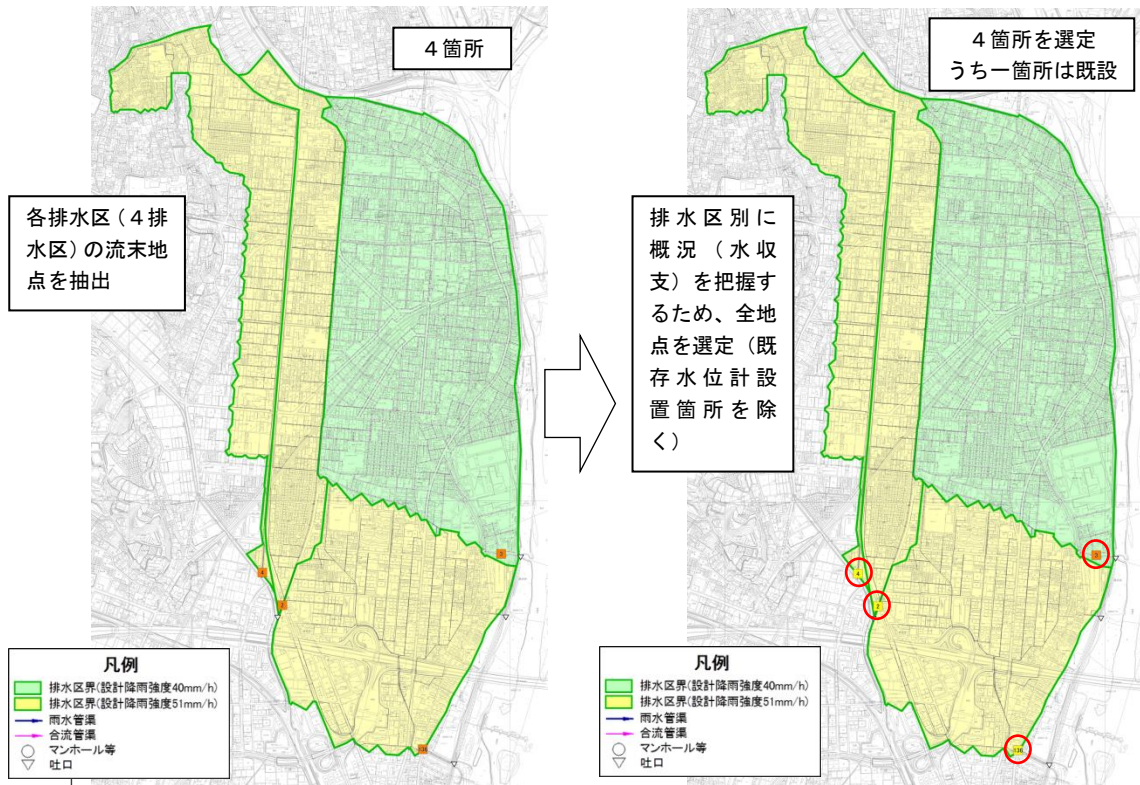 ４箇所
各排水区（４排
水区）の流末地
点を抽出
4
3
2
凡例
排水区界(設計降雨強度40mm/h)
排水区界(設計降雨強度51mm/h)
雨水管渠
合流管渠
マンホール等
吐口
４箇所を選定
うち一箇所は既設
排水区別に
概況（水収
支）を把握す
るため、全地
点を選定（既
存水位計設
置箇所を除
く）
3
4
2
凡例
排水区界(設計降雨強度40mm/h)
排水区界(設計降雨強度51mm/h)
雨水管渠
合流管渠
マンホール等
吐口